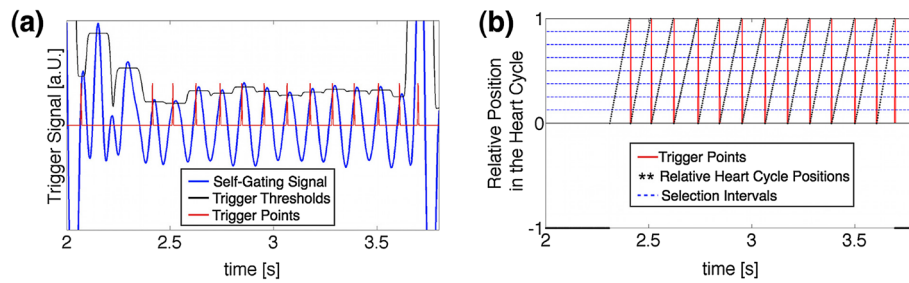 (a)
Trigger Signal [a.U.]
Self-Gating Signal
Trigger Thresholds
Trigger Points
2
2.5
3
3.5
time [s]
(b)
Relative Position
in the Heart Cycle
1
0
-1
Trigger Points
** Relative Heart Cycle Positions
Selection Intervals
2
2.5
3
3.5
time [s]